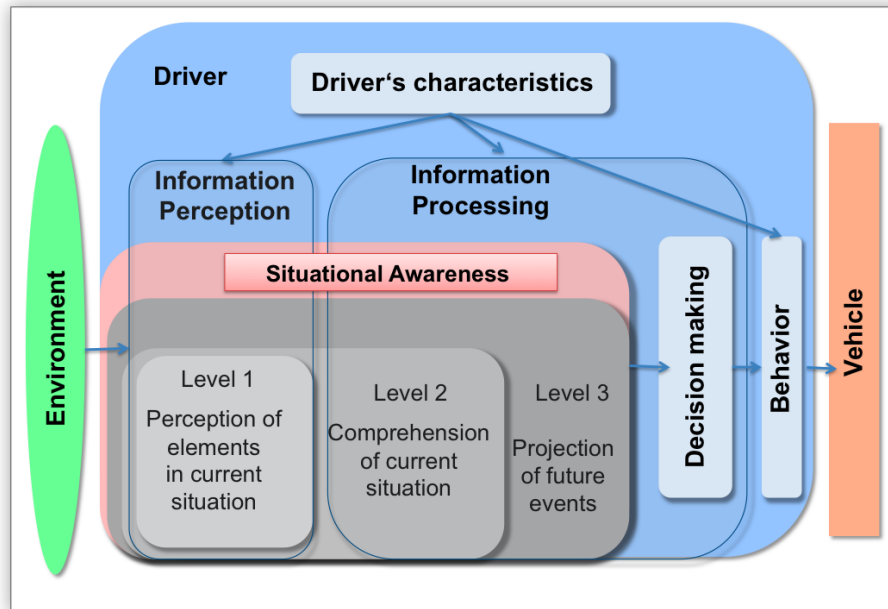 Driver
Driver‘s characteristics
Information
Perception
Information
Processing
Situational Awareness
Environment
Level 1
Perception of
elements
in current
situation
Level 2
Comprehension
of current
situation
Level 3
Projection
of future
events
Decision making
Behavior
Vehicle